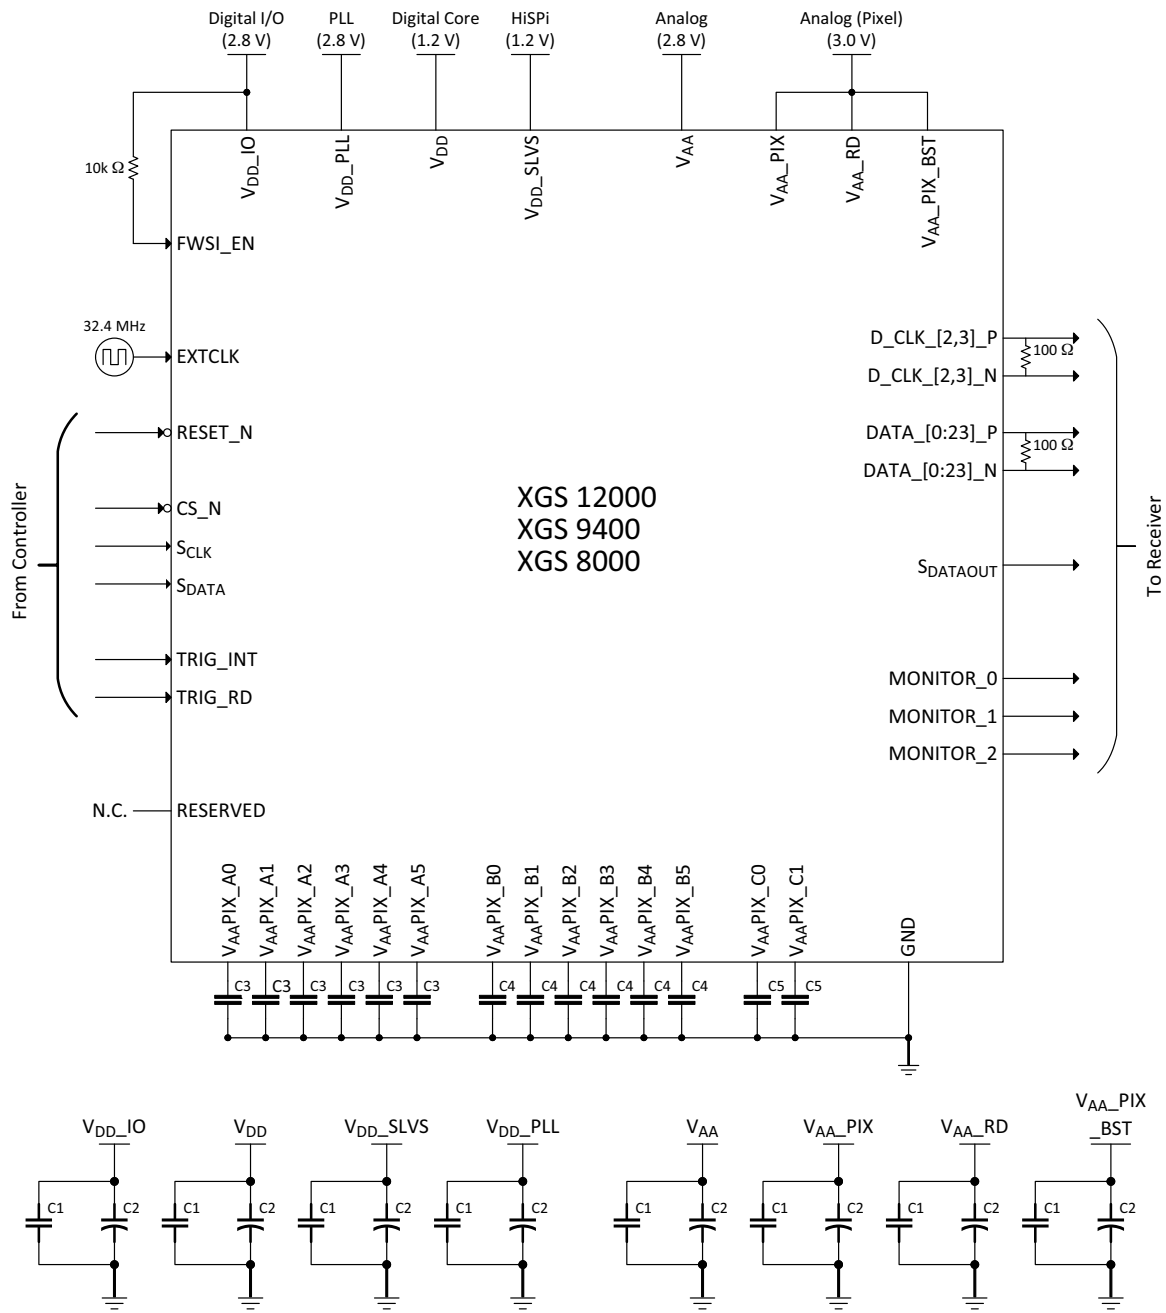 Digital I/O
(2.8 V)
PLL
(2.8 V)
Digital Core
(1.2 V)
HiSPi
(1.2 V)
Analog
(2.8 V)
Analog (Pixel)
(3.0 V)
10k Ω
VDD_IO
VDD_PLL
VDD
VDD_SLVS
VAA
VAA_PIX
VAA_RD
VAA_PIX_BST
FWSI_EN
32.4 MHz
EXTCLK
From Controller
RESET_N
CS_N
SCLK
SDATA
TRIG_INT
TRIG_RD
N.C.
RESERVED
XGS 12000
XGS 9400
XGS 8000
D_CLK_[2,3]_P
100 Ω
D_CLK_[2,3]_N
DATA_[0:23]_P
100 Ω
DATA_[0:23]_N
SDATAOUT
MONITOR_0
MONITOR_1
MONITOR_2
To Receiver
VAAPIX_A0
VAAPIX_A1
VAAPIX_A2
VAAPIX_A3
VAAPIX_A4
VAAPIX_A5
VAAPIX_B0
VAAPIX_B1
VAAPIX_B2
VAAPIX_B3
VAAPIX_B4
VAAPIX_B5
VAAPIX_C0
VAAPIX_C1
GND
C3
C3
C3
C3
C3
C3
C4
C4
C4
C4
C4
C4
C5
C5
VDD_IO
C1
C2
VDD
C1
C2
VDD_SLVS
C1
C2
VDD_PLL
C1
C2
VAA
C1
C2
VAA_PIX
C1
C2
VAA_RD
C1
C2
VAA_PIX
_BST
C1
C2